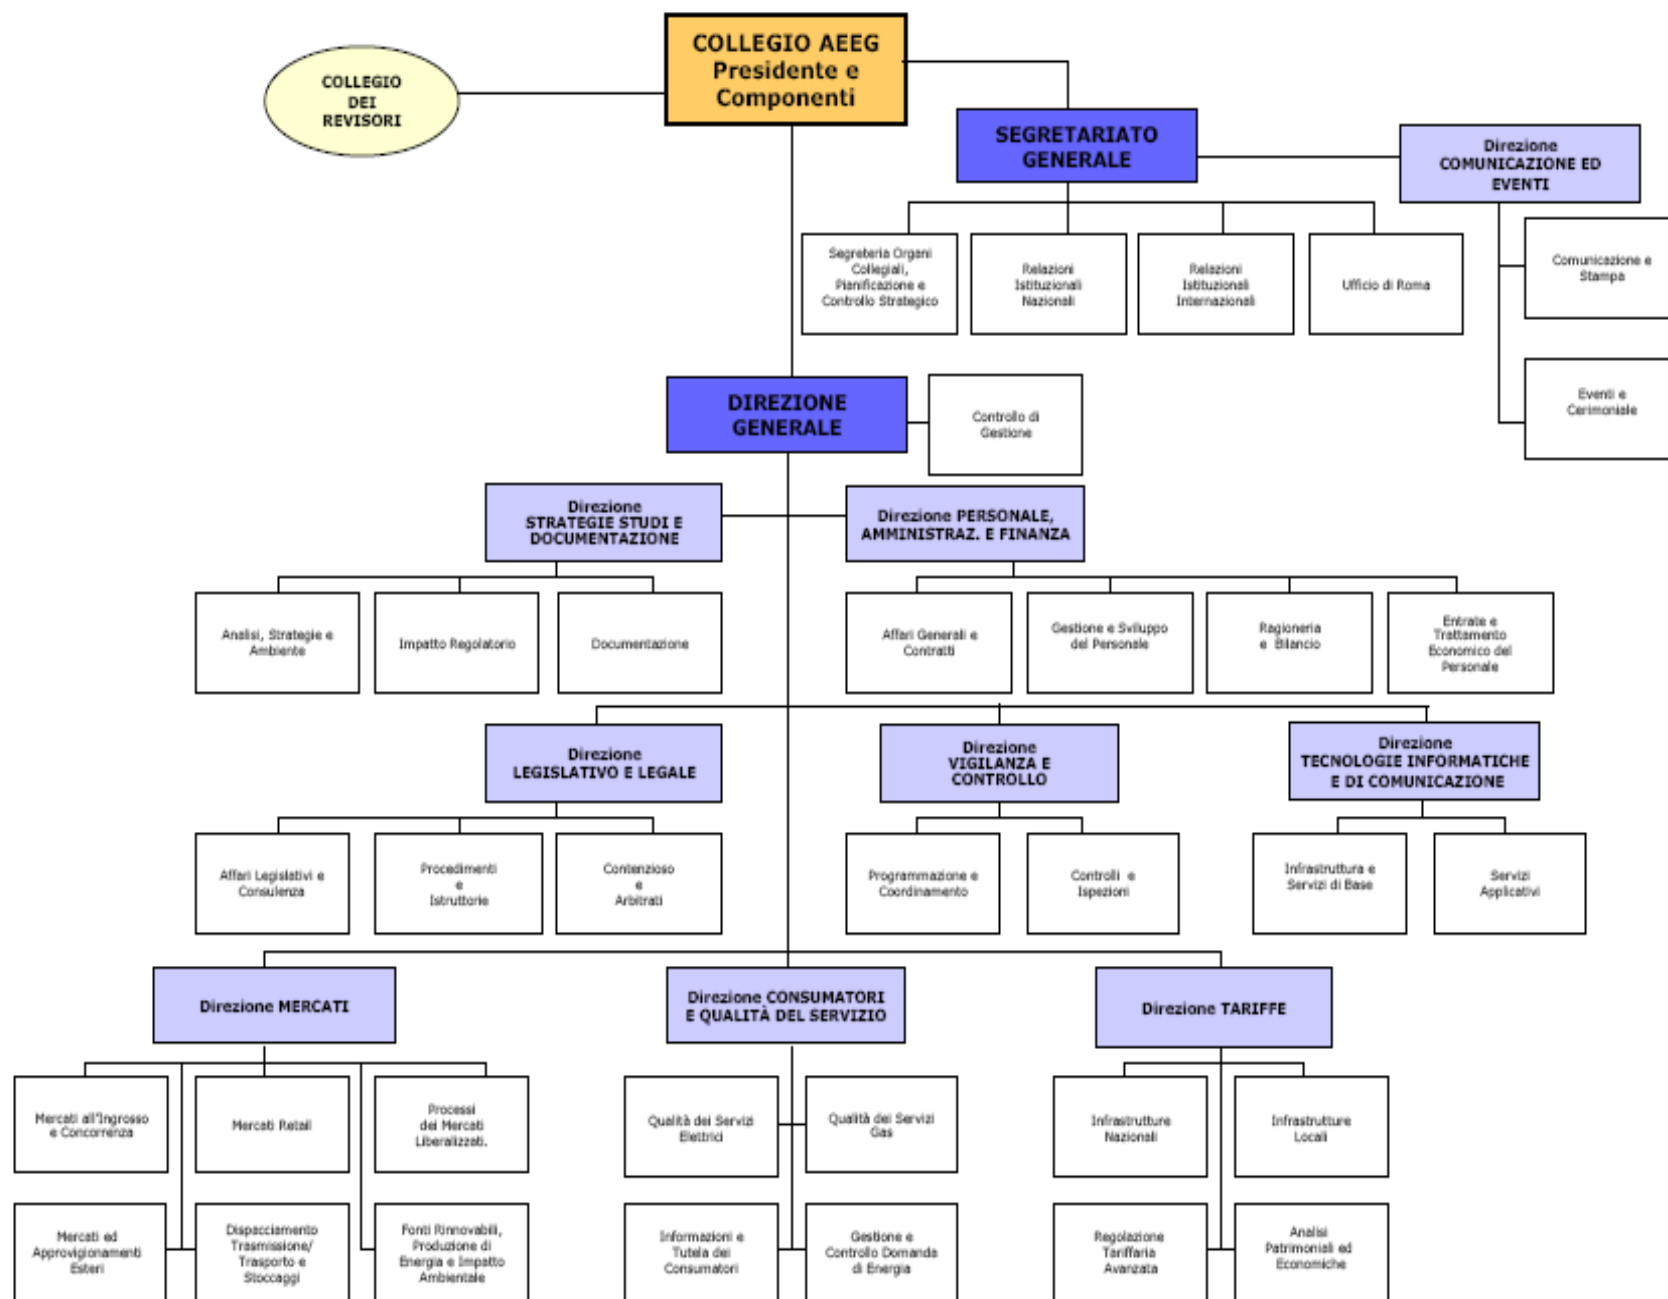 COLLEGIO AEEG
Presidente e
Componenti
COLLEGIO
DEI
REVISORI
SEGRETARIATO
GENERALE
Direzione
COMUNICAZIONE ED
EVENTI
Segreteria Organi
Collegiali,
Pianificazione e
Controllo Strategico
Relazioni
Istituzionali
Nazionali
Relazioni
Istituzionali
Internazionali
Ufficio di Roma
Comunicazione e
Stampa
Eventi e
Cerimoniale
DIREZIONE
GENERALE
Controllo di
Gestione
Direzione
STRATEGIE STUDI E
DOCUMENTAZIONE
Direzione PERSONALE,
AMMINISTRAZ. E FINANZA
Analisi, Strategie e
Ambiente
Impatto Regolatorio
Documentazione
Affari Generali e
Contratti
Gestione e Sviluppo
del Personale
Ragioneria
e Bilancio
Entrate e
Trattamento
Economico del
Personale
Direzione
LEGISLATIVO E LEGALE
Direzione
VIGILANZA E
CONTROLLO
Direzione
TECNOLOGIE INFORMATICHE
E DI COMUNICAZIONE
Affari Legislativi e
Consulenza
Procedimenti
e
Istruttorie
Contenzioso
e
Arbitrati
Programmazione e
Coordinamento
Controlli e
Ispezioni
Infrastruttura e
Servizi di Base
Servizi
Applicativi
Direzione MERCATI
Direzione CONSUMATORI
E QUALITÀ DEL SERVIZIO
Direzione TARIFFE
Mercati all'Ingrosso
e Concorrenza
Mercati Retail
Processi
dei Mercati
Liberalizzati.
Qualità dei Servizi
Elettrici
Qualità dei Servizi
Gas
Infrastrutture
Nazionali
Infrastrutture
Locali
Mercati ed
Approvigionamenti
Esteri
Dispacciamento
Trasmissione/
Trasporto e
Stoccaggi
Fonti Rinnovabili,
Produzione di
Energia e Impatto
Ambientale
Informazioni e
Tutela dei
Consumatori
Gestione e
Controllo Domanda
di Energia
Regolazione
Tariffaria
Avanzata
Analisi
Patrimoniali ed
Economiche